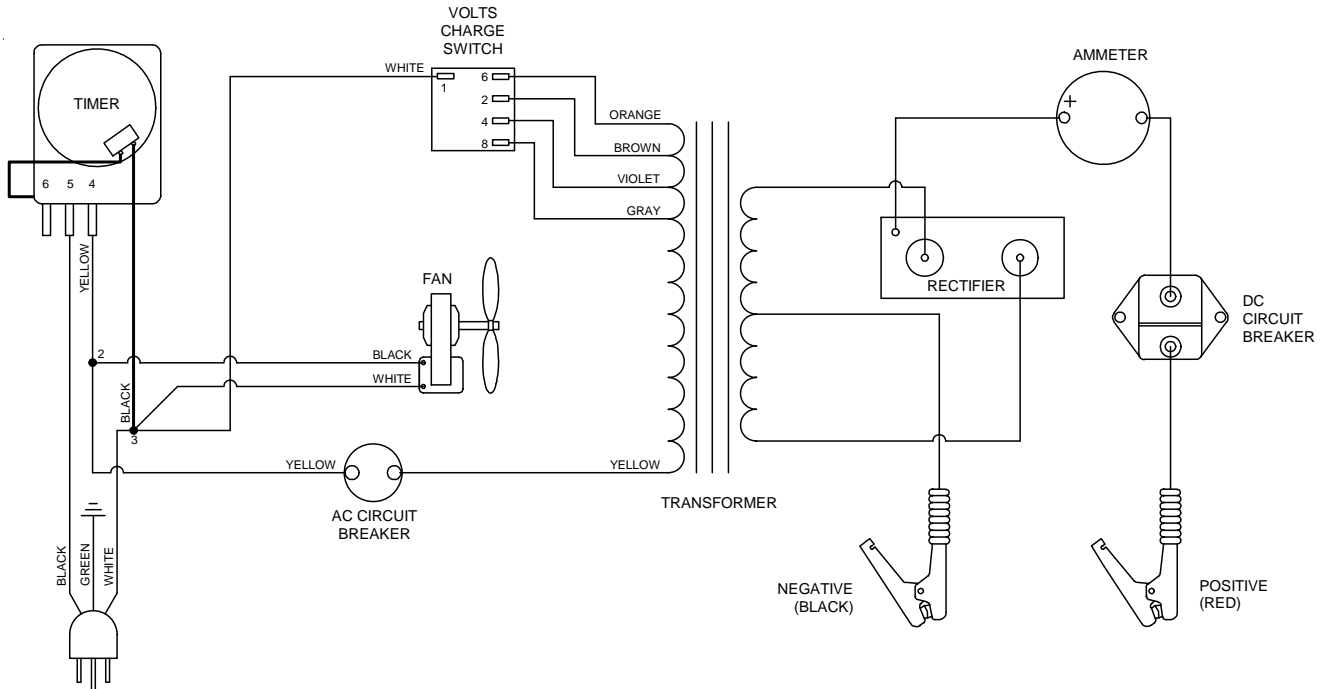 VOLTS
CHARGE
SWITCH
AMMETER
WHITE
1
6
2
4
8
TIMER
+
ORANGE
BROWN
VIOLET
GRAY
6 5 4
YELLOW
FAN
RECTIFIER
DC
CIRCUIT
BREAKER
2
BLACK
WHITE
BLACK
3
YELLOW
YELLOW
TRANSFORMER
AC CIRCUIT
BREAKER
BLACK
GREEN
WHITE
NEGATIVE
(BLACK)
POSITIVE
(RED)